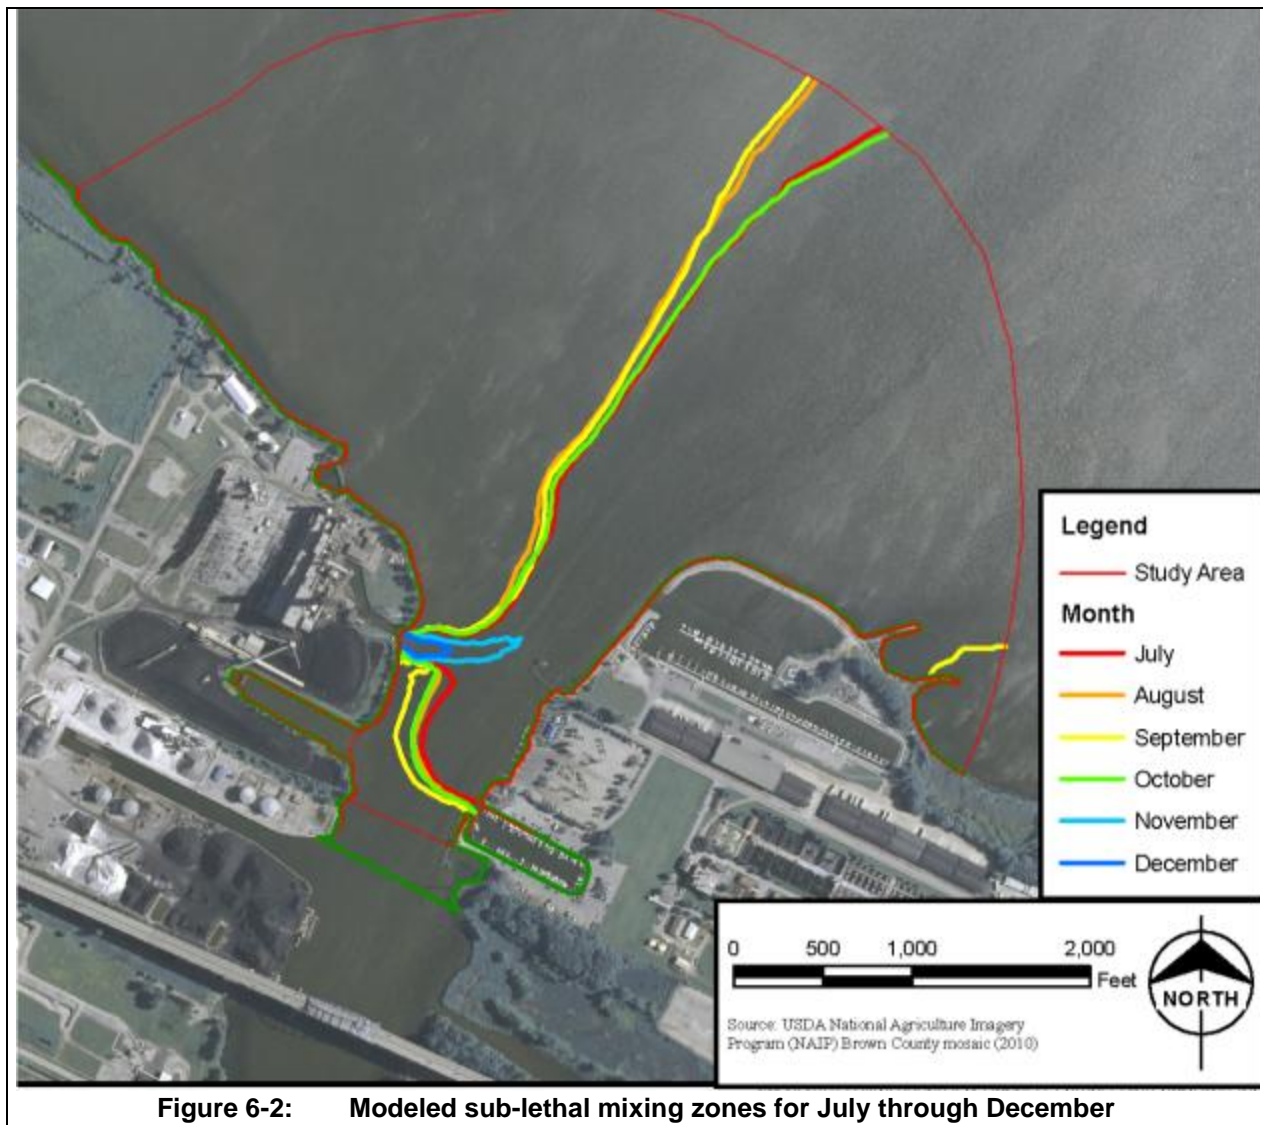 Legend
Study Area
Month
July
August
September
October
November
December
0 500 1,000 2,000
Feet
NORTH
Source: USDA National Agriculture Imagery
Program (NAIP) Brown County mosaic (2010)
Figure 6-2: Modeled sub-lethal mixing zones for July through December